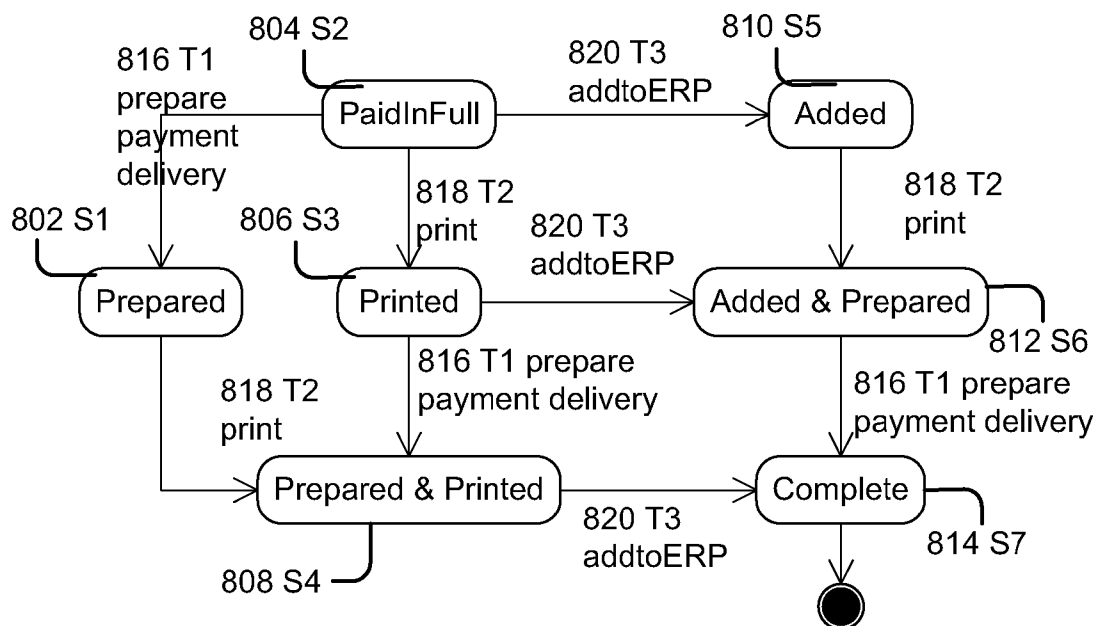 804 S2
810 S5
816 T1
prepare
payment
delivery
820 T3
addtoERP
PaidInFull
Added
818 T2
print
818 T2
print
802 S1
806 S3
820 T3
addtoERP
Prepared
Printed
Added & Prepared
812 S6
816 T1 prepare
payment delivery
816 T1 prepare
payment delivery
818 T2
print
Prepared & Printed
Complete
820 T3
addtoERP
814 S7
808 S4